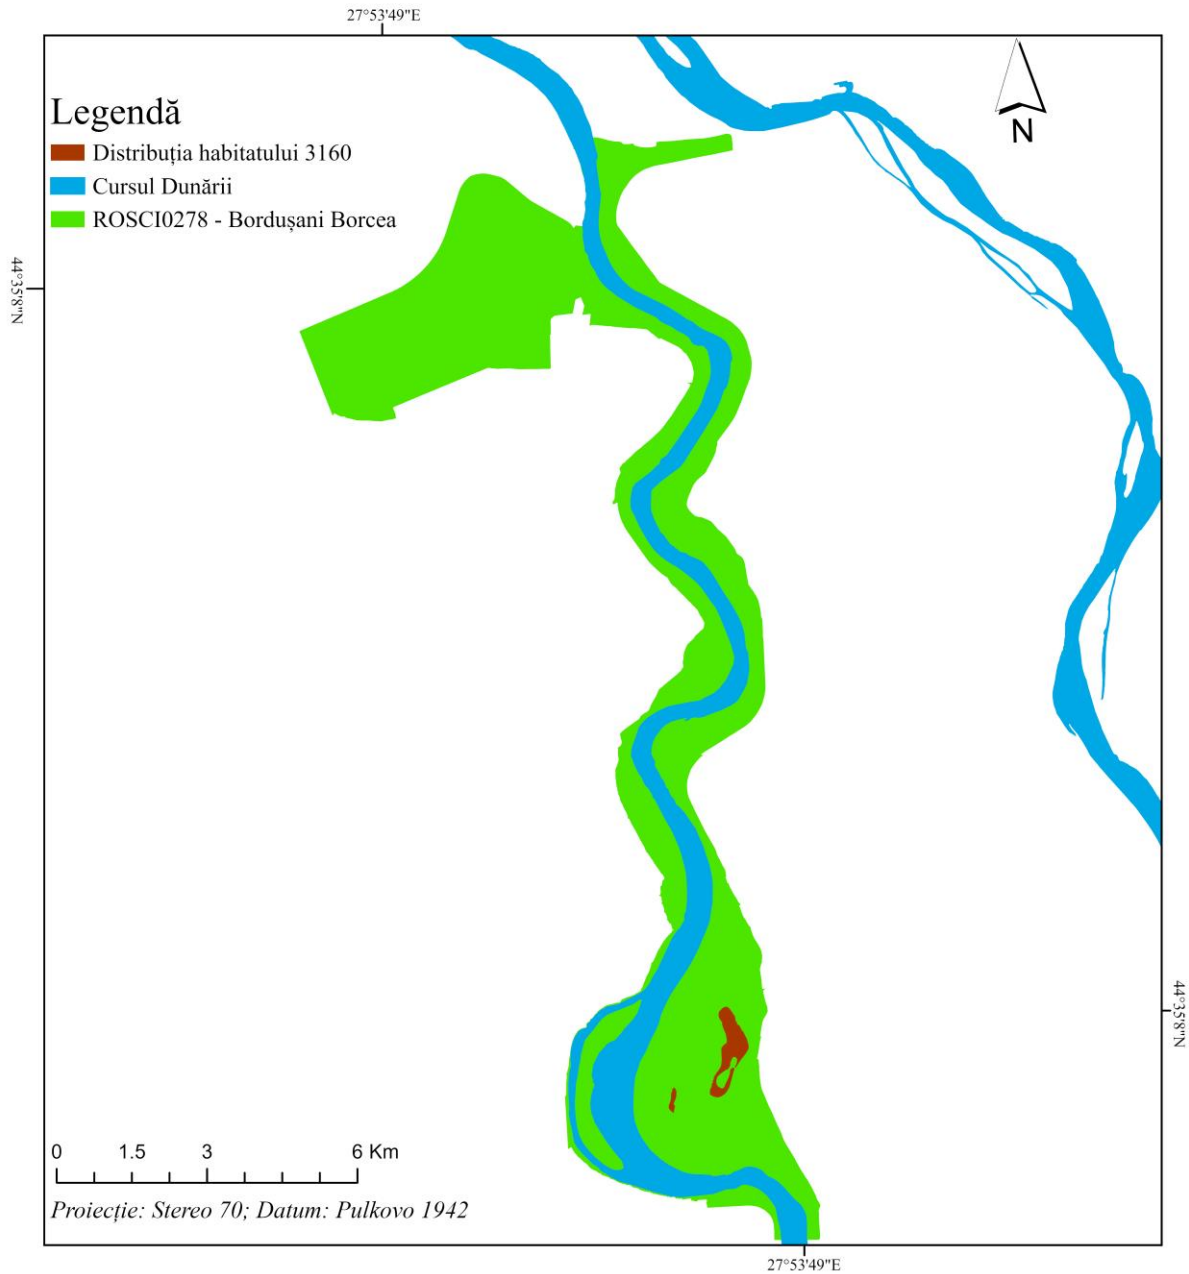 27°53'49"E
N
Legendă
Distribuția habitatului 3160
Cursul Dunării
ROSCI0278 - Bordușani Borcea
44°35'8"N
44°35'8"N
0 1.5 3 6 Km
Proiecție: Stereo 70; Datum: Pulkovo 1942
27°53'49"E